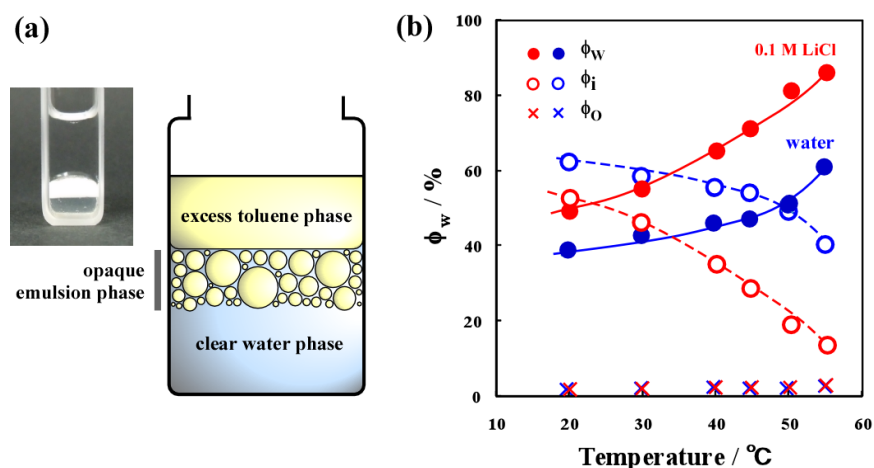 (a)
excess toluene phase
opaque
emulsion phase
clear water phase
(b)
ϕw / %
100
80
60
40
20
0
10
20
30
40
50
60
Temperature / °C
ϕw
ϕi
ϕO
0.1 M LiCl
water